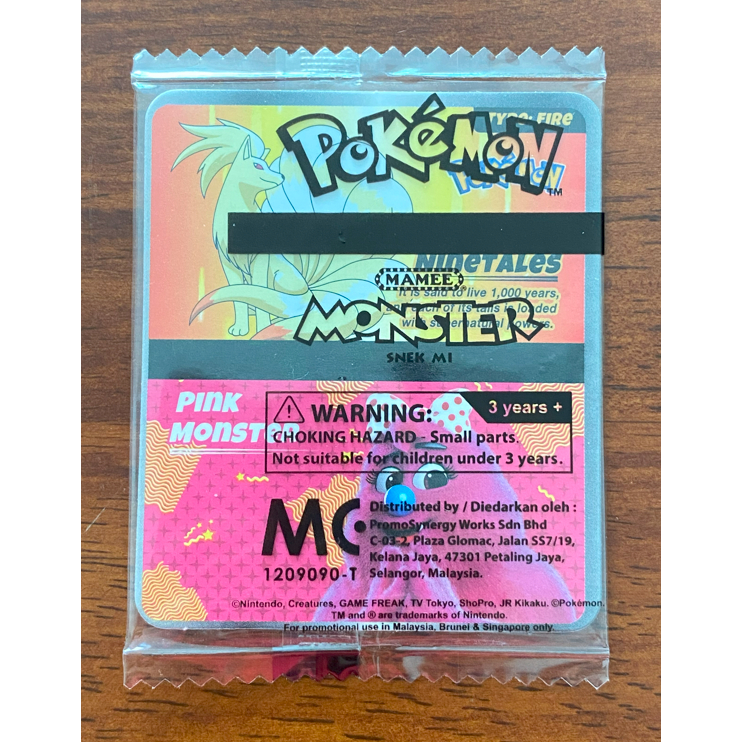 TYPE: FIRE
POKéMON
POKéMON
TM
NINETALES
MAMEE®
It is said to live 1,000 years,
and each of its tails is loaded
with supernatural powers.
MONSTER
SNEK MI
PINK
MONSTER
WARNING:
3 years +
CHOKING HAZARD - Small parts.
Not suitable for children under 3 years.
MC
1209090-T
Distributed by / Diedarkan oleh :
PromoSynergy Works Sdn Bhd
C-03-2, Plaza Glomac, Jalan SS7/19,
Kelana Jaya, 47301 Petaling Jaya,
Selangor, Malaysia.
©Nintendo, Creatures, GAME FREAK, TV Tokyo, ShoPro, JR Kikaku. ©Pokémon.
TM and ® are trademarks of Nintendo.
For promotional use in Malaysia, Brunei & Singapore only.